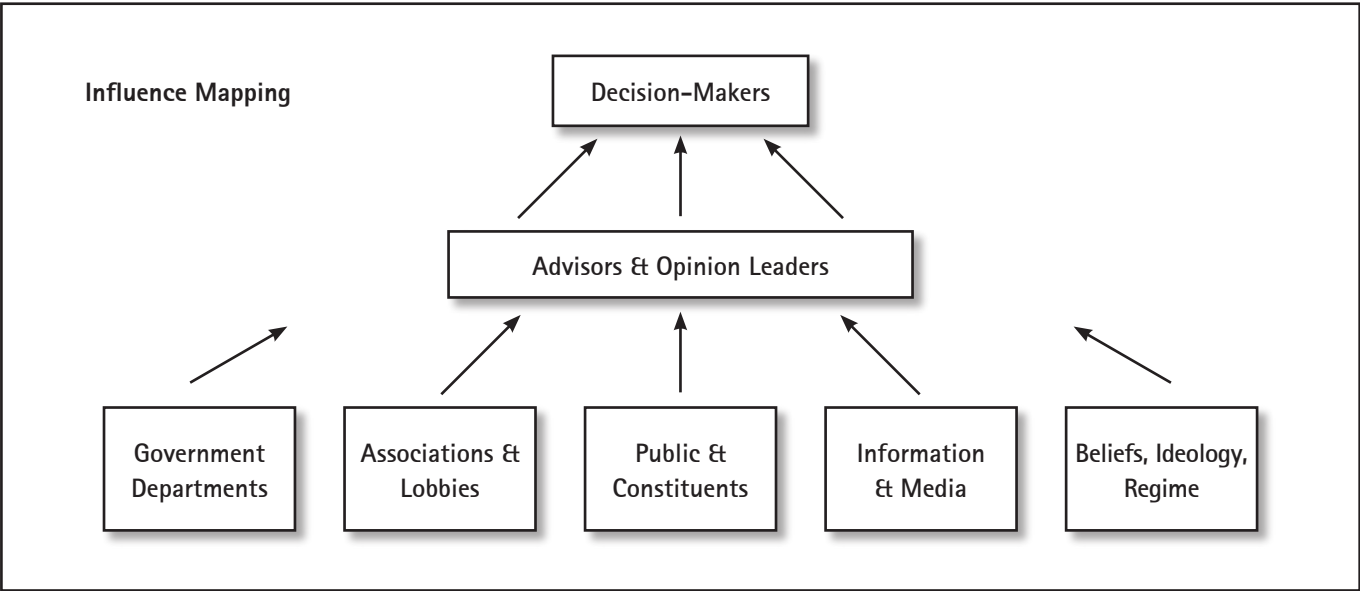 Influence Mapping
Decision-Makers
Advisors & Opinion Leaders
Government
Departments
Associations &
Lobbies
Public &
Constituents
Information
& Media
Beliefs, Ideology,
Regime